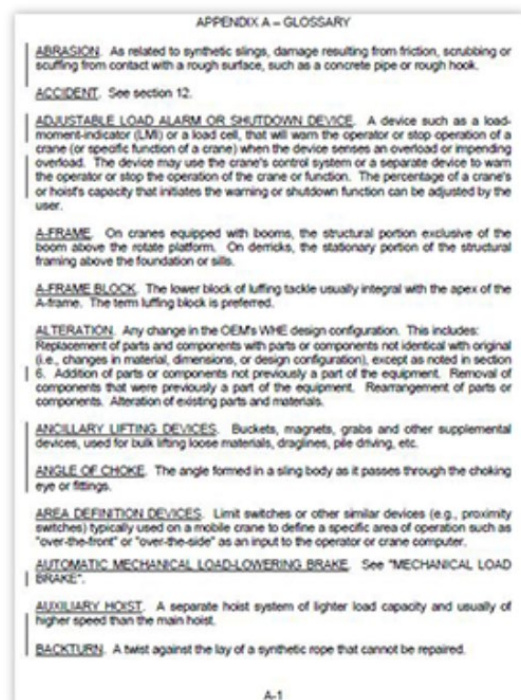 APPENDIX A – GLOSSARY
ABRASION. As related to synthetic slings, damage resulting from friction, scrubbing or
scuffing from contact with a rough surface, such as a concrete pipe or rough hook.
ACCIDENT. See section 12.
ADJUSTABLE LOAD ALARM OR SHUTDOWN DEVICE. A device such as a load-
moment-indicator (LMI) or a load cell, that will warn the operator or stop operation of a
crane (or specific function of a crane) when the device senses an overload or impending
overload. The device may use the crane's control system or a separate device to warn
the operator or stop the operation of the crane or function. The percentage of a crane's
or hoist's capacity that initiates the warning or shutdown function can be adjusted by the
user.
A-FRAME. On cranes equipped with booms, the structural portion exclusive of the
boom above the rotate platform. On derricks, the stationary portion of the structural
framing above the foundation or sills.
A-FRAME BLOCK. The lower block of luffing tackle usually integral with the apex of the
A-frame. The term luffing block is preferred.
ALTERATION. Any change in the OEM's WHE design configuration. This includes:
Replacement of parts and components with parts or components not identical with original
(i.e., changes in material, dimensions, or design configuration), except as noted in section
6. Addition of parts or components not previously a part of the equipment. Removal of
components that were previously a part of the equipment. Rearrangement of parts or
components. Alteration of existing parts and materials.
ANCILLARY LIFTING DEVICES. Buckets, magnets, grabs and other supplemental
devices, used for bulk lifting loose materials, draglines, pile driving, etc.
ANGLE OF CHOKE. The angle formed in a sling body as it passes through the choking
eye or fittings.
AREA DEFINITION DEVICES. Limit switches or other similar devices (e.g., proximity
switches) typically used on a mobile crane to define a specific area of operation such as
"over-the-front" or "over-the-side" as an input to the operator or crane computer.
AUTOMATIC MECHANICAL LOAD-LOWERING BRAKE. See "MECHANICAL LOAD
BRAKE".
AUXILIARY HOIST. A separate hoist system of lighter load capacity and usually of
higher speed than the main hoist.
BACKTURN. A twist against the lay of a synthetic rope that cannot be repaired.
A-1